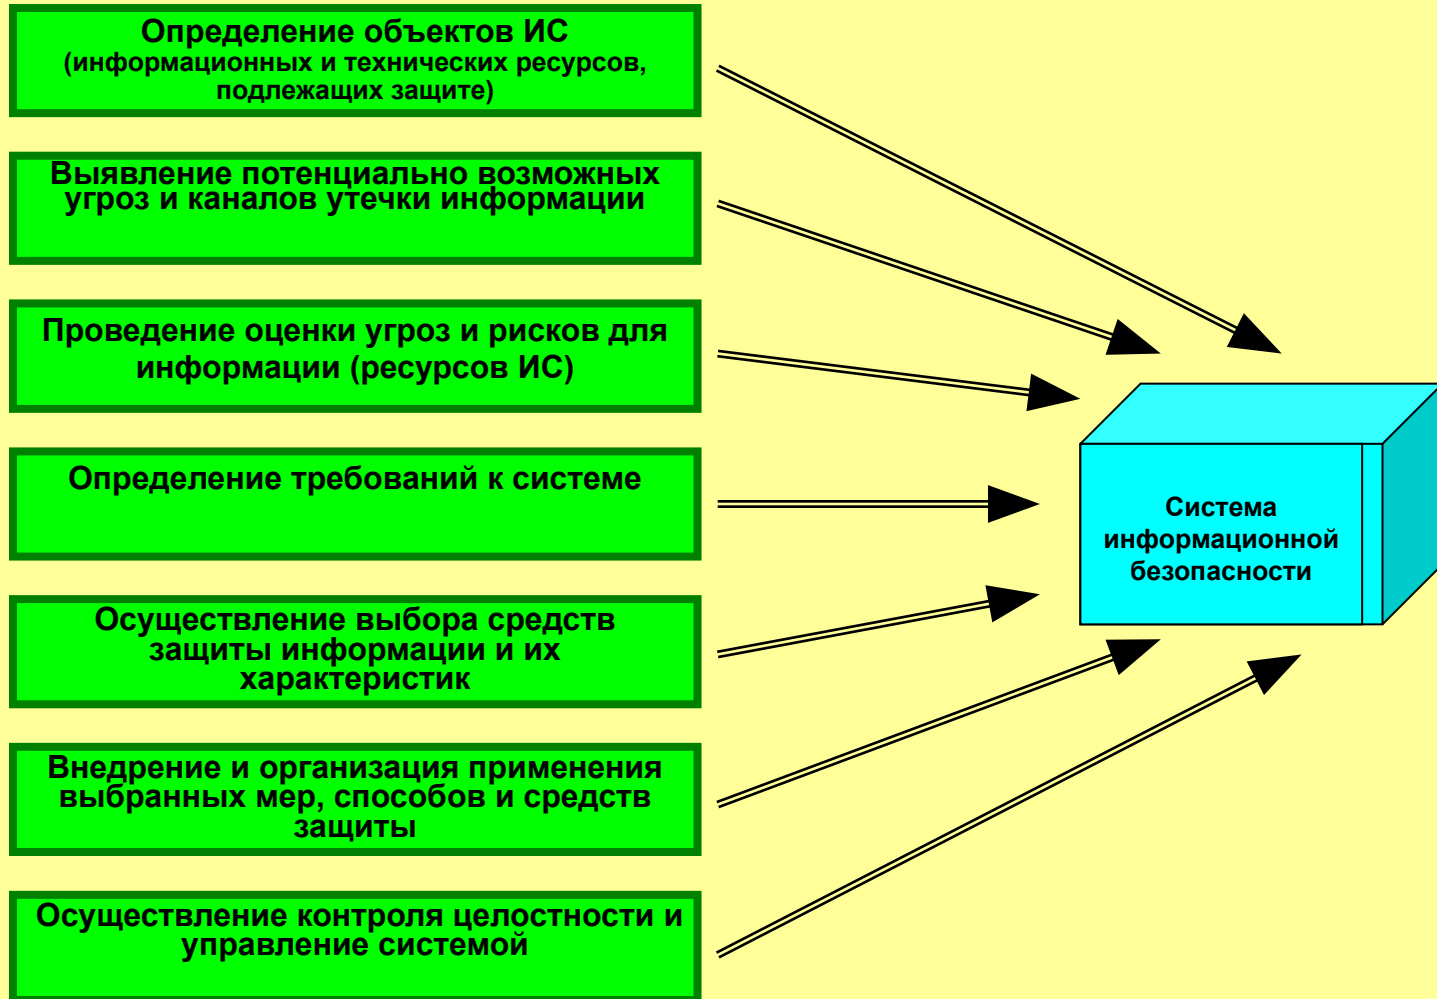 Определение объектов ИС
(информационных и технических ресурсов,
подлежащих защите)
Выявление потенциально возможных
угроз и каналов утечки информации
Проведение оценки угроз и рисков для
информации (ресурсов ИС)
Определение требований к системе
Осуществление выбора средств
защиты информации и их
характеристик
Внедрение и организация применения
выбранных мер, способов и средств
защиты
Осуществление контроля целостности и
управление системой
Система
информационной
безопасности